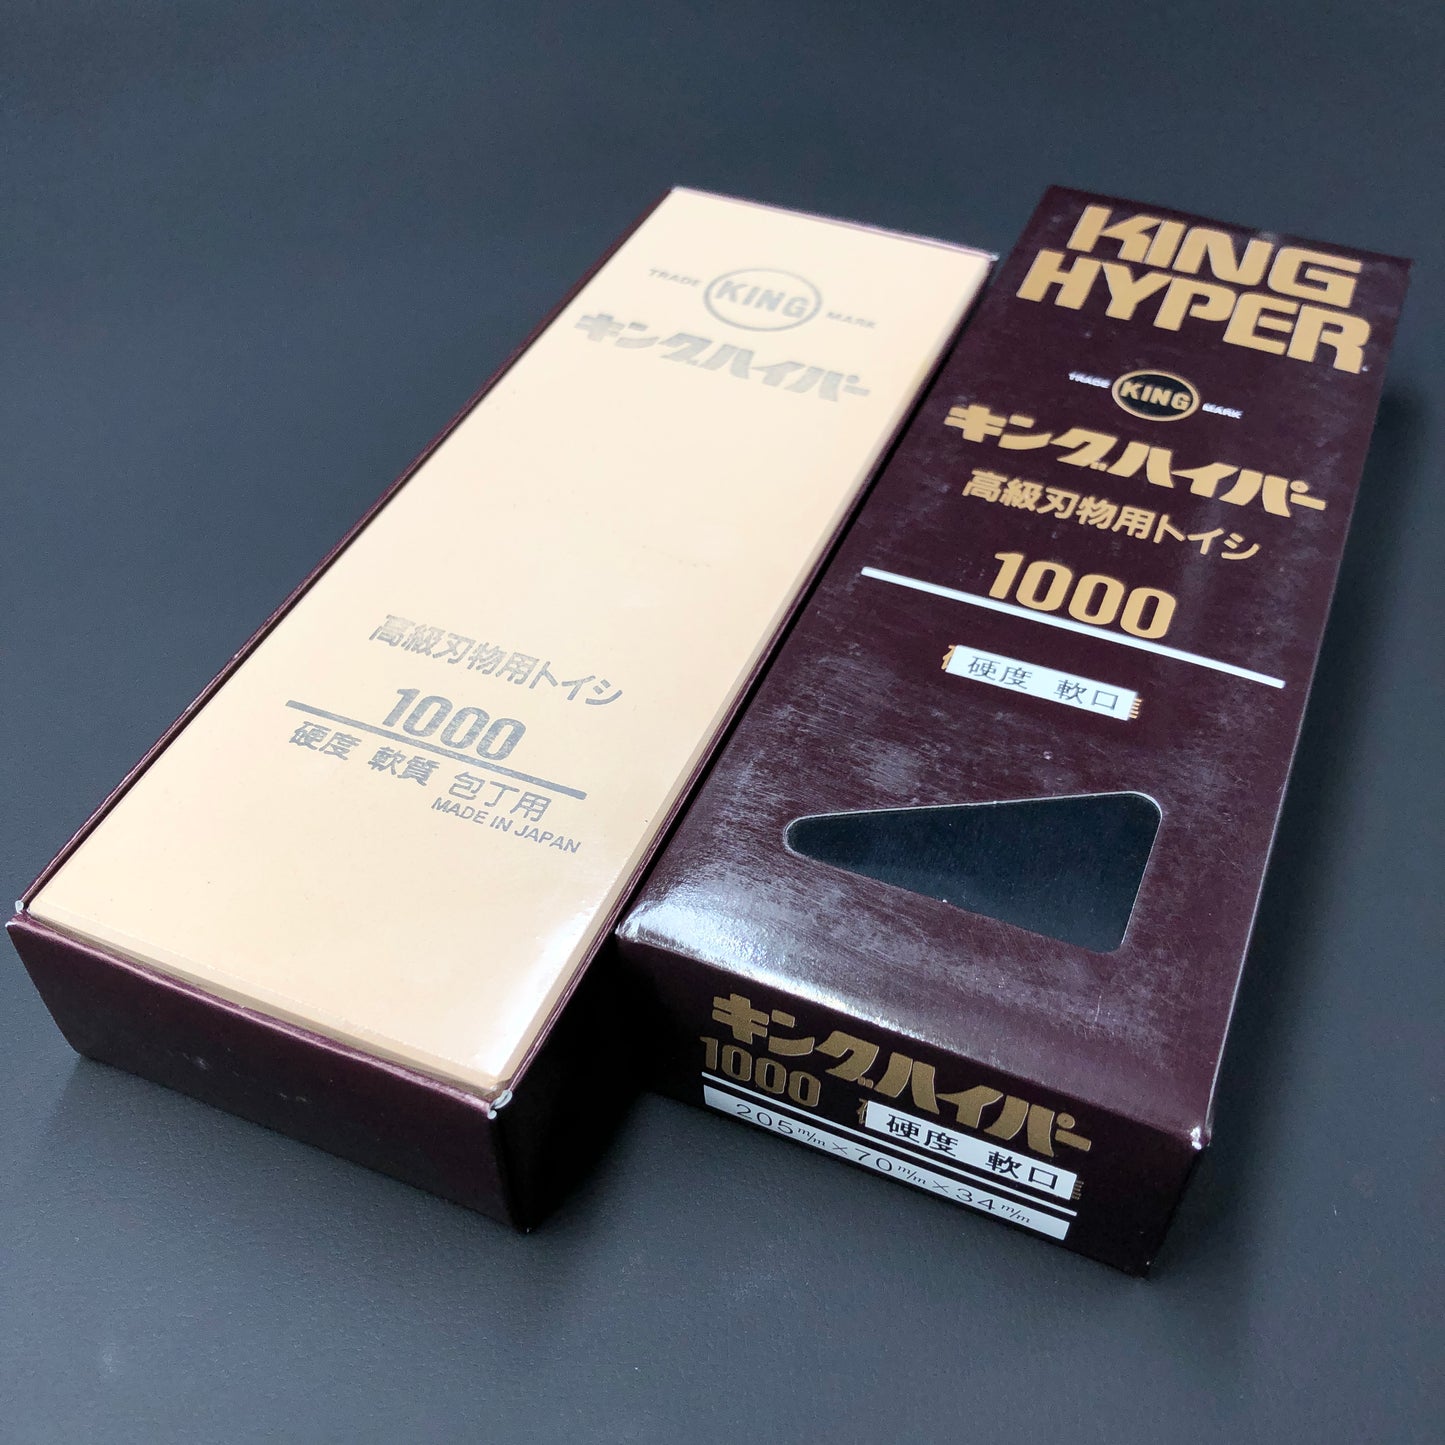 TRADE KING MARK
キングハイパー
高級刃物用トイシ
1000
硬度 軟質 包丁用
MADE IN JAPAN
KING
HYPER
TRADE KING MARK
キングハイパー
高級刃物用トイシ
1000
硬度 軟口
キングハイパー
1000
硬度 軟口
205m/m×70m/m×34m/m